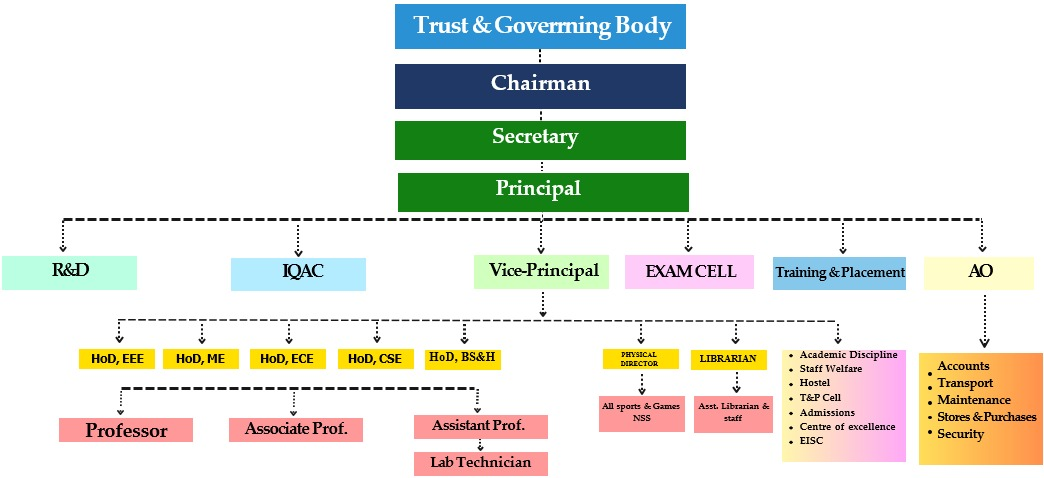 Trust & Goverrning Body
Chairman
Secretary
Principal
R&D
IQAC
Vice-Principal
EXAM CELL
Training & Placement
AO
HoD, EEE
HoD, ME
HoD, ECE
HoD, CSE
HoD, BS&H
PHYSICAL
DIRECTOR
LIBRARIAN
• Academic Discipline
• Staff Welfare
• Hostel
• T&P Cell
• Admissions
• Centre of excellence
• EISC
• Accounts
• Transport
• Maintenance
• Stores & Purchases
• Security
All sports & Games
NSS
Asst. Librarian &
staff
Professor
Associate Prof.
Assistant Prof.
Lab Technician